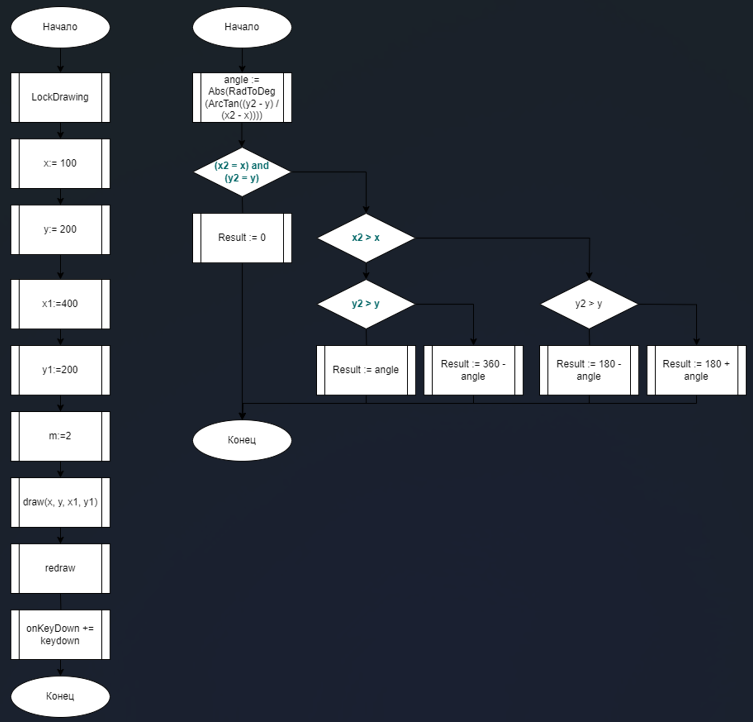 Начало
LockDrawing
x:= 100
y:= 200
x1:=400
y1:=200
m:=2
draw(x, y, x1, y1)
redraw
onKeyDown +=
keydown
Конец
Начало
angle :=
Abs(RadToDeg
(ArcTan((y2 - y) /
(x2 - x))))
(x2 = x) and
(y2 = y)
Result := 0
x2 > x
y2 > y
y2 > y
Result := angle
Result := 360 -
angle
Result := 180 -
angle
Result := 180 +
angle
Конец